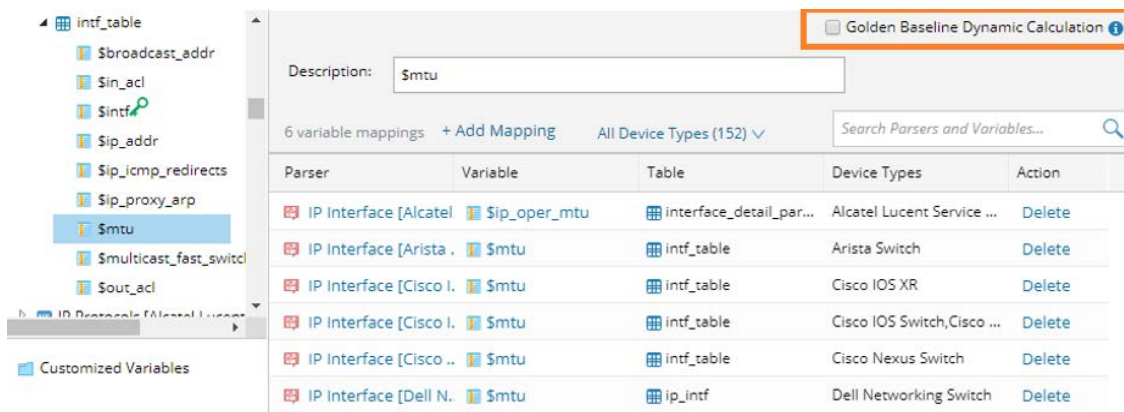 intf_table
$broadcast_addr
$in_acl
$intf
$ip_addr
$ip_icmp_redirects
$ip_proxy_arp
$mtu
$multicast_fast_switcl
$out_acl
IP Protocols [Alcatel Lucent
Customized Variables
Golden Baseline Dynamic Calculation
Description: $mtu
6 variable mappings + Add Mapping All Device Types (152) Search Parsers and Variables...
Parser Variable Table Device Types Action
IP Interface [Alcatel $ip_oper_mtu interface_detail_par... Alcatel Lucent Service ... Delete
IP Interface [Arista . $mtu intf_table Arista Switch Delete
IP Interface [Cisco I. $mtu intf_table Cisco IOS XR Delete
IP Interface [Cisco I. $mtu intf_table Cisco IOS Switch,Cisco ... Delete
IP Interface [Cisco .. $mtu intf_table Cisco Nexus Switch Delete
IP Interface [Dell N.. $mtu ip_intf Dell Networking Switch Delete